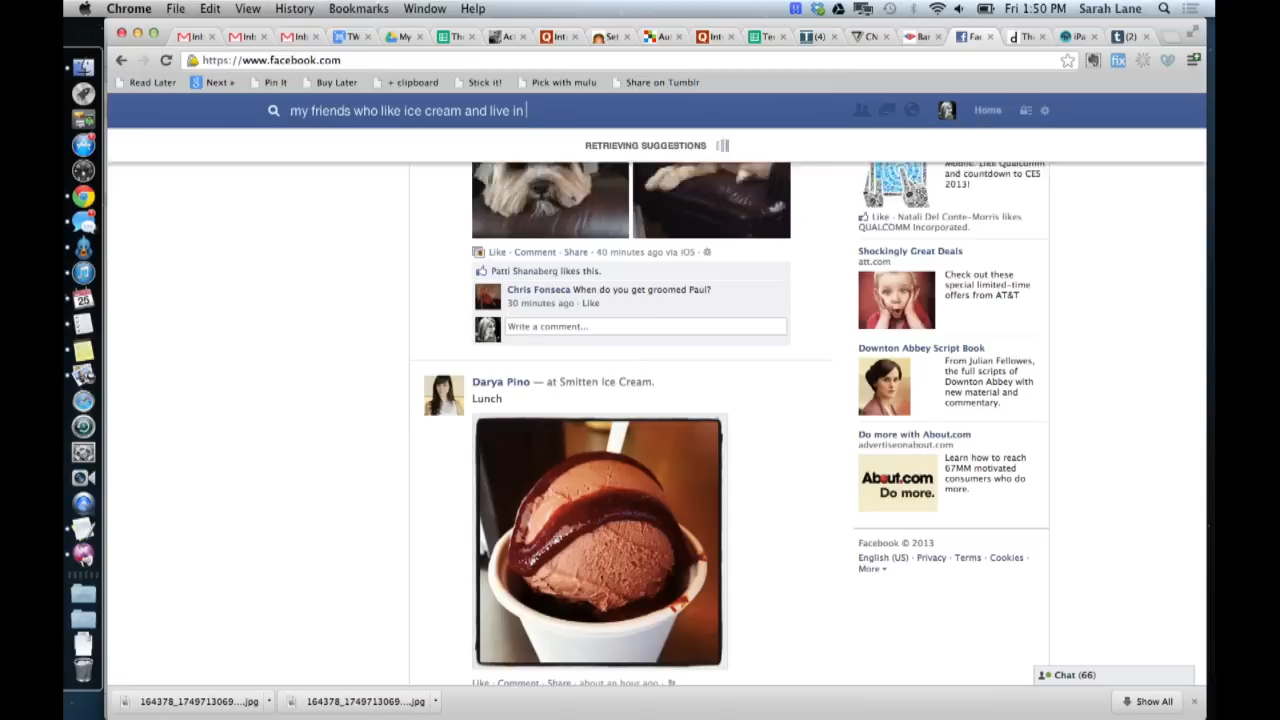 Chrome File Edit View History Bookmarks Window Help Fri 1:50 PM Sarah Lane
https://www.facebook.com
Read Later Next » Pin It Buy Later + clipboard Stick it! Pick with mulu Share on Tumblr
my friends who like ice cream and live in
Home
RETRIEVING SUGGESTIONS
Like · Comment · Share · 40 minutes ago via iOS ·
Patti Shanaberg likes this.
Chris Fonseca When do you get groomed Paul?
30 minutes ago · Like
Write a comment...
Darya Pino — at Smitten Ice Cream.
Lunch
Like · Comment · Share · about an hour ago ·
Mobile. Like Qualcomm
and countdown to CES
2013!
Like · Natali Del Conte-Morris likes
QUALCOMM Incorporated.
Shockingly Great Deals
att.com
Check out these
special limited-time
offers from AT&T
Downton Abbey Script Book
From Julian Fellowes,
the full scripts of
Downton Abbey with
new material and
commentary.
Do more with About.com
advertiseonabout.com
About.com
Do more.
Learn how to reach
67MM motivated
consumers who do
more.
Facebook © 2013
English (US) · Privacy · Terms · Cookies ·
More
Chat (66)
164378_1749713069....jpg 164378_1749713069....jpg Show All